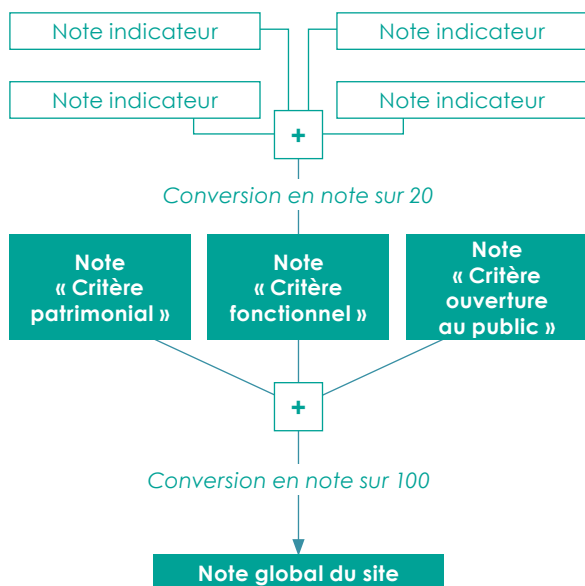 Note indicateur
Note indicateur
Note indicateur
Note indicateur
+
Conversion en note sur 20
Note
« Critère
patrimonial »
Note
« Critère
fonctionnel »
Note
« Critère
ouverture
au public »
+
Conversion en note sur 100
Note global du site